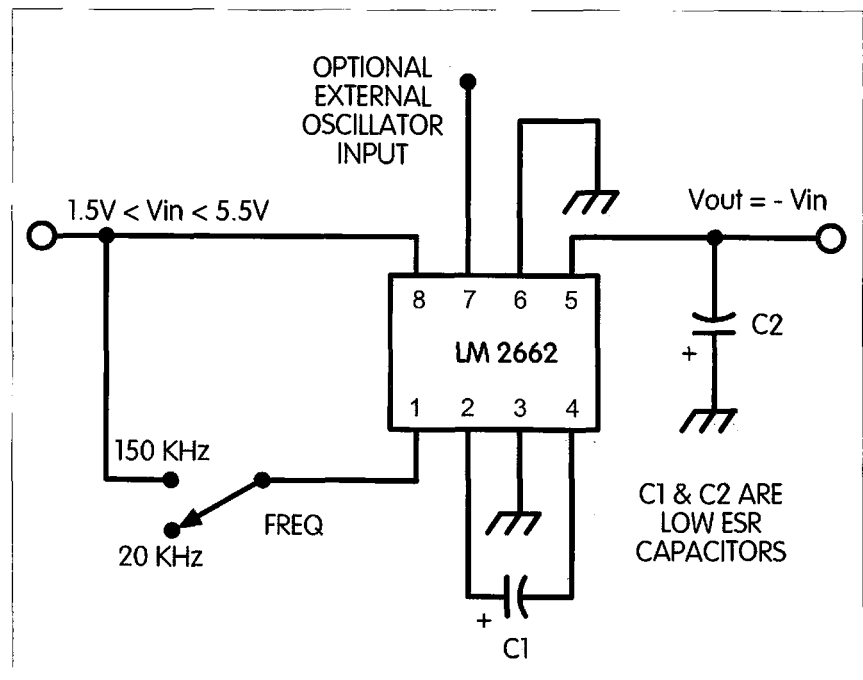 OPTIONAL
EXTERNAL
OSCILLATOR
INPUT
1.5V < Vin < 5.5V
Vout = - Vin
8 7 6 5
LM 2662
1 2 3 4
+ C2
150 KHz
20 KHz
FREQ
C1 & C2 ARE
LOW ESR
CAPACITORS
+
C1